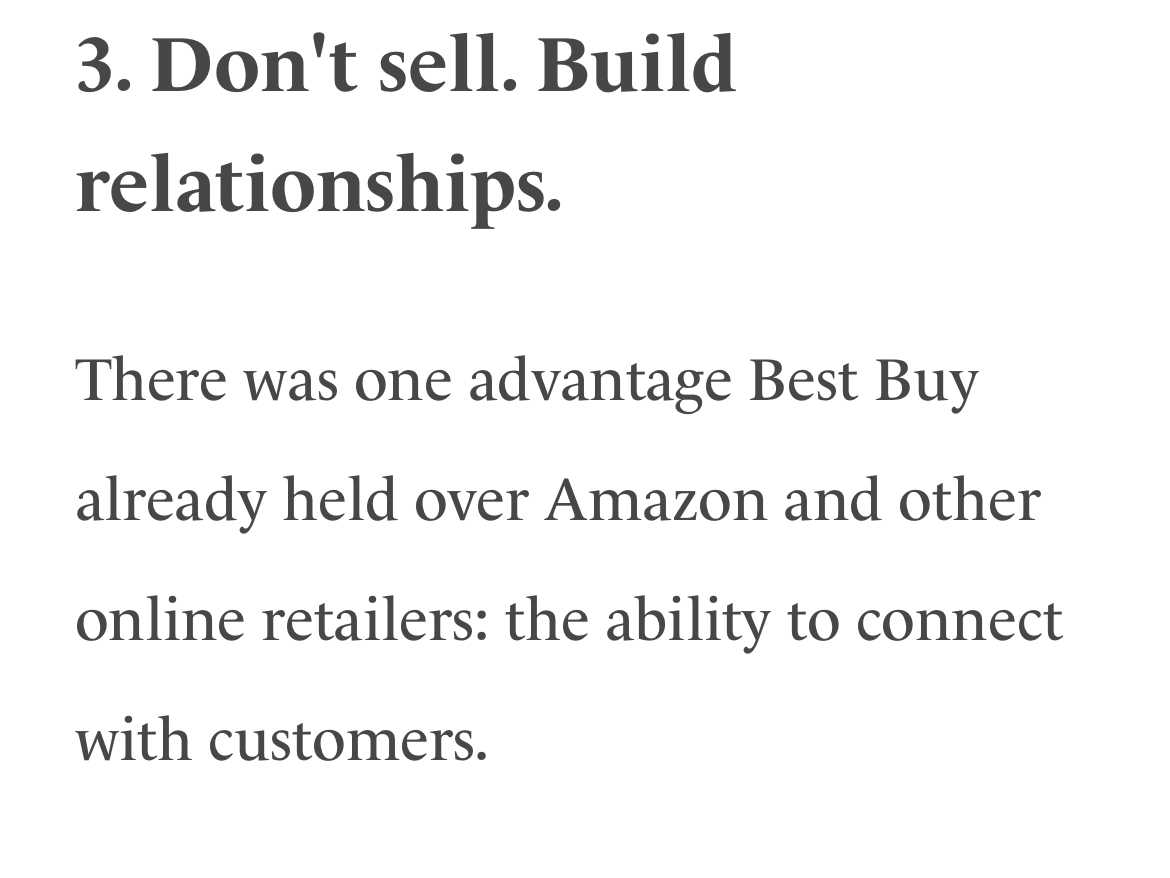 3. Don't sell. Build
relationships.
There was one advantage Best Buy
already held over Amazon and other
online retailers: the ability to connect
with customers.